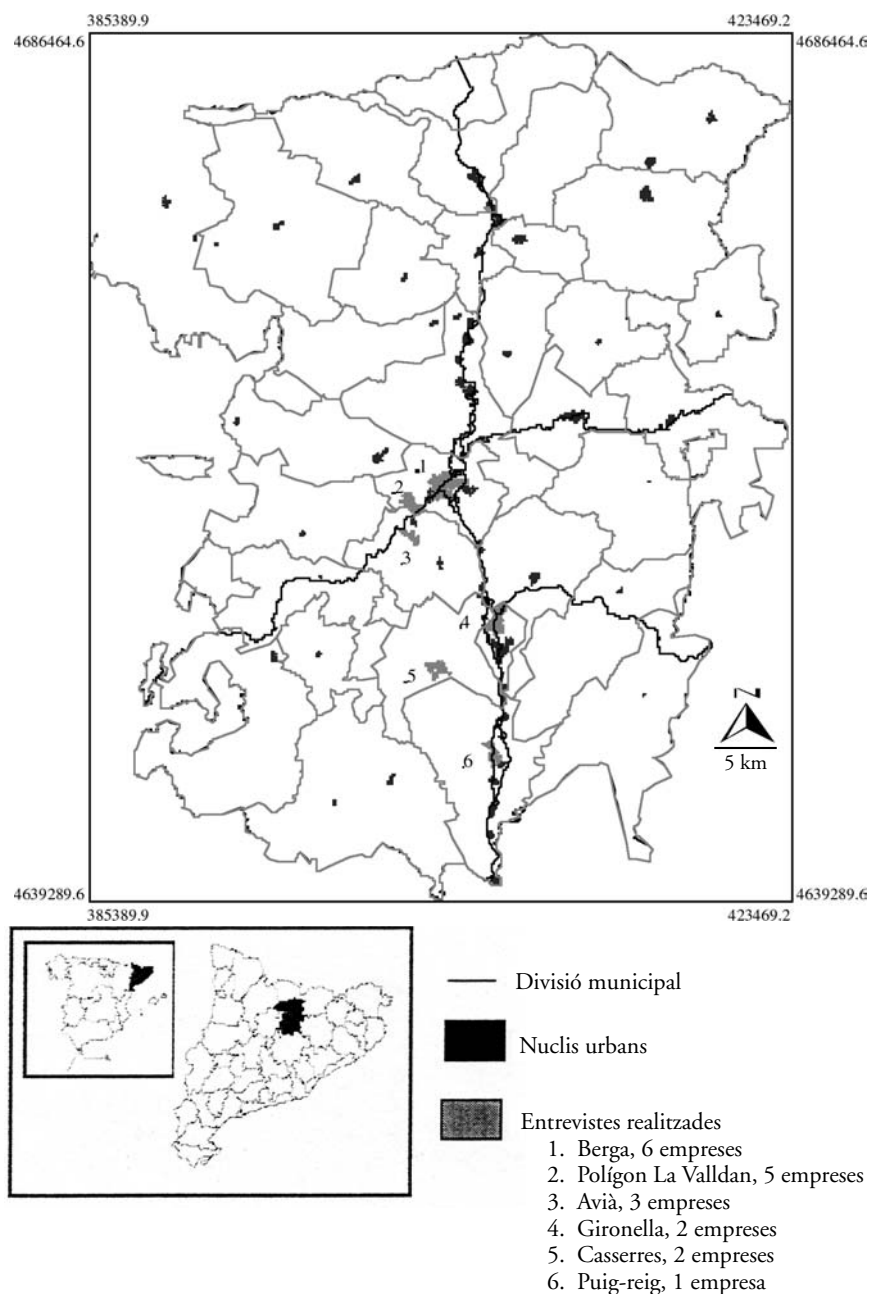 385389.9
423469.2
4686464.6
4686464.6
1
2
3
4
5
6
N
5 km
4639289.6
4639289.6
385389.9
423469.2
Divisió municipal
Nuclis urbans
Entrevistes realitzades
1. Berga, 6 empreses
2. Polígon La Valldan, 5 empreses
3. Avià, 3 empreses
4. Gironella, 2 empreses
5. Casserres, 2 empreses
6. Puig-reig, 1 empresa